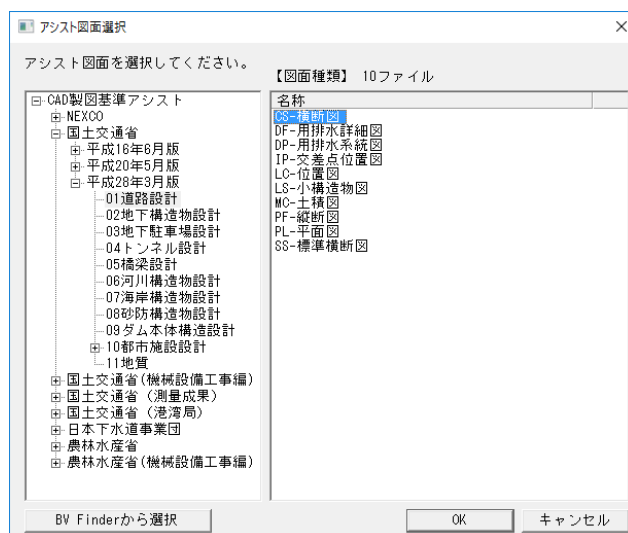 アシスト図面選択
アシスト図面を選択してください。
【図面種類】 10ファイル
CAD製図基準アシスト
NEXCO
国土交通省
平成16年6月版
平成20年5月版
平成28年3月版
01道路設計
02地下構造物設計
03地下駐車場設計
04トンネル設計
05橋梁設計
06河川構造物設計
07海岸構造物設計
08砂防構造物設計
09ダム本体構造設計
10都市施設設計
11地質
国土交通省(機械設備工事編)
国土交通省 (測量成果)
国土交通省 (港湾局)
日本下水道事業団
農林水産省
農林水産省(機械設備工事編)
名称
CS-横断図
DF-用排水詳細図
DP-用排水系統図
IP-交差点位置図
LC-位置図
LS-小構造物図
MC-土積図
PF-縦断図
PL-平面図
SS-標準横断図
BV Finderから選択
OK
キャンセル